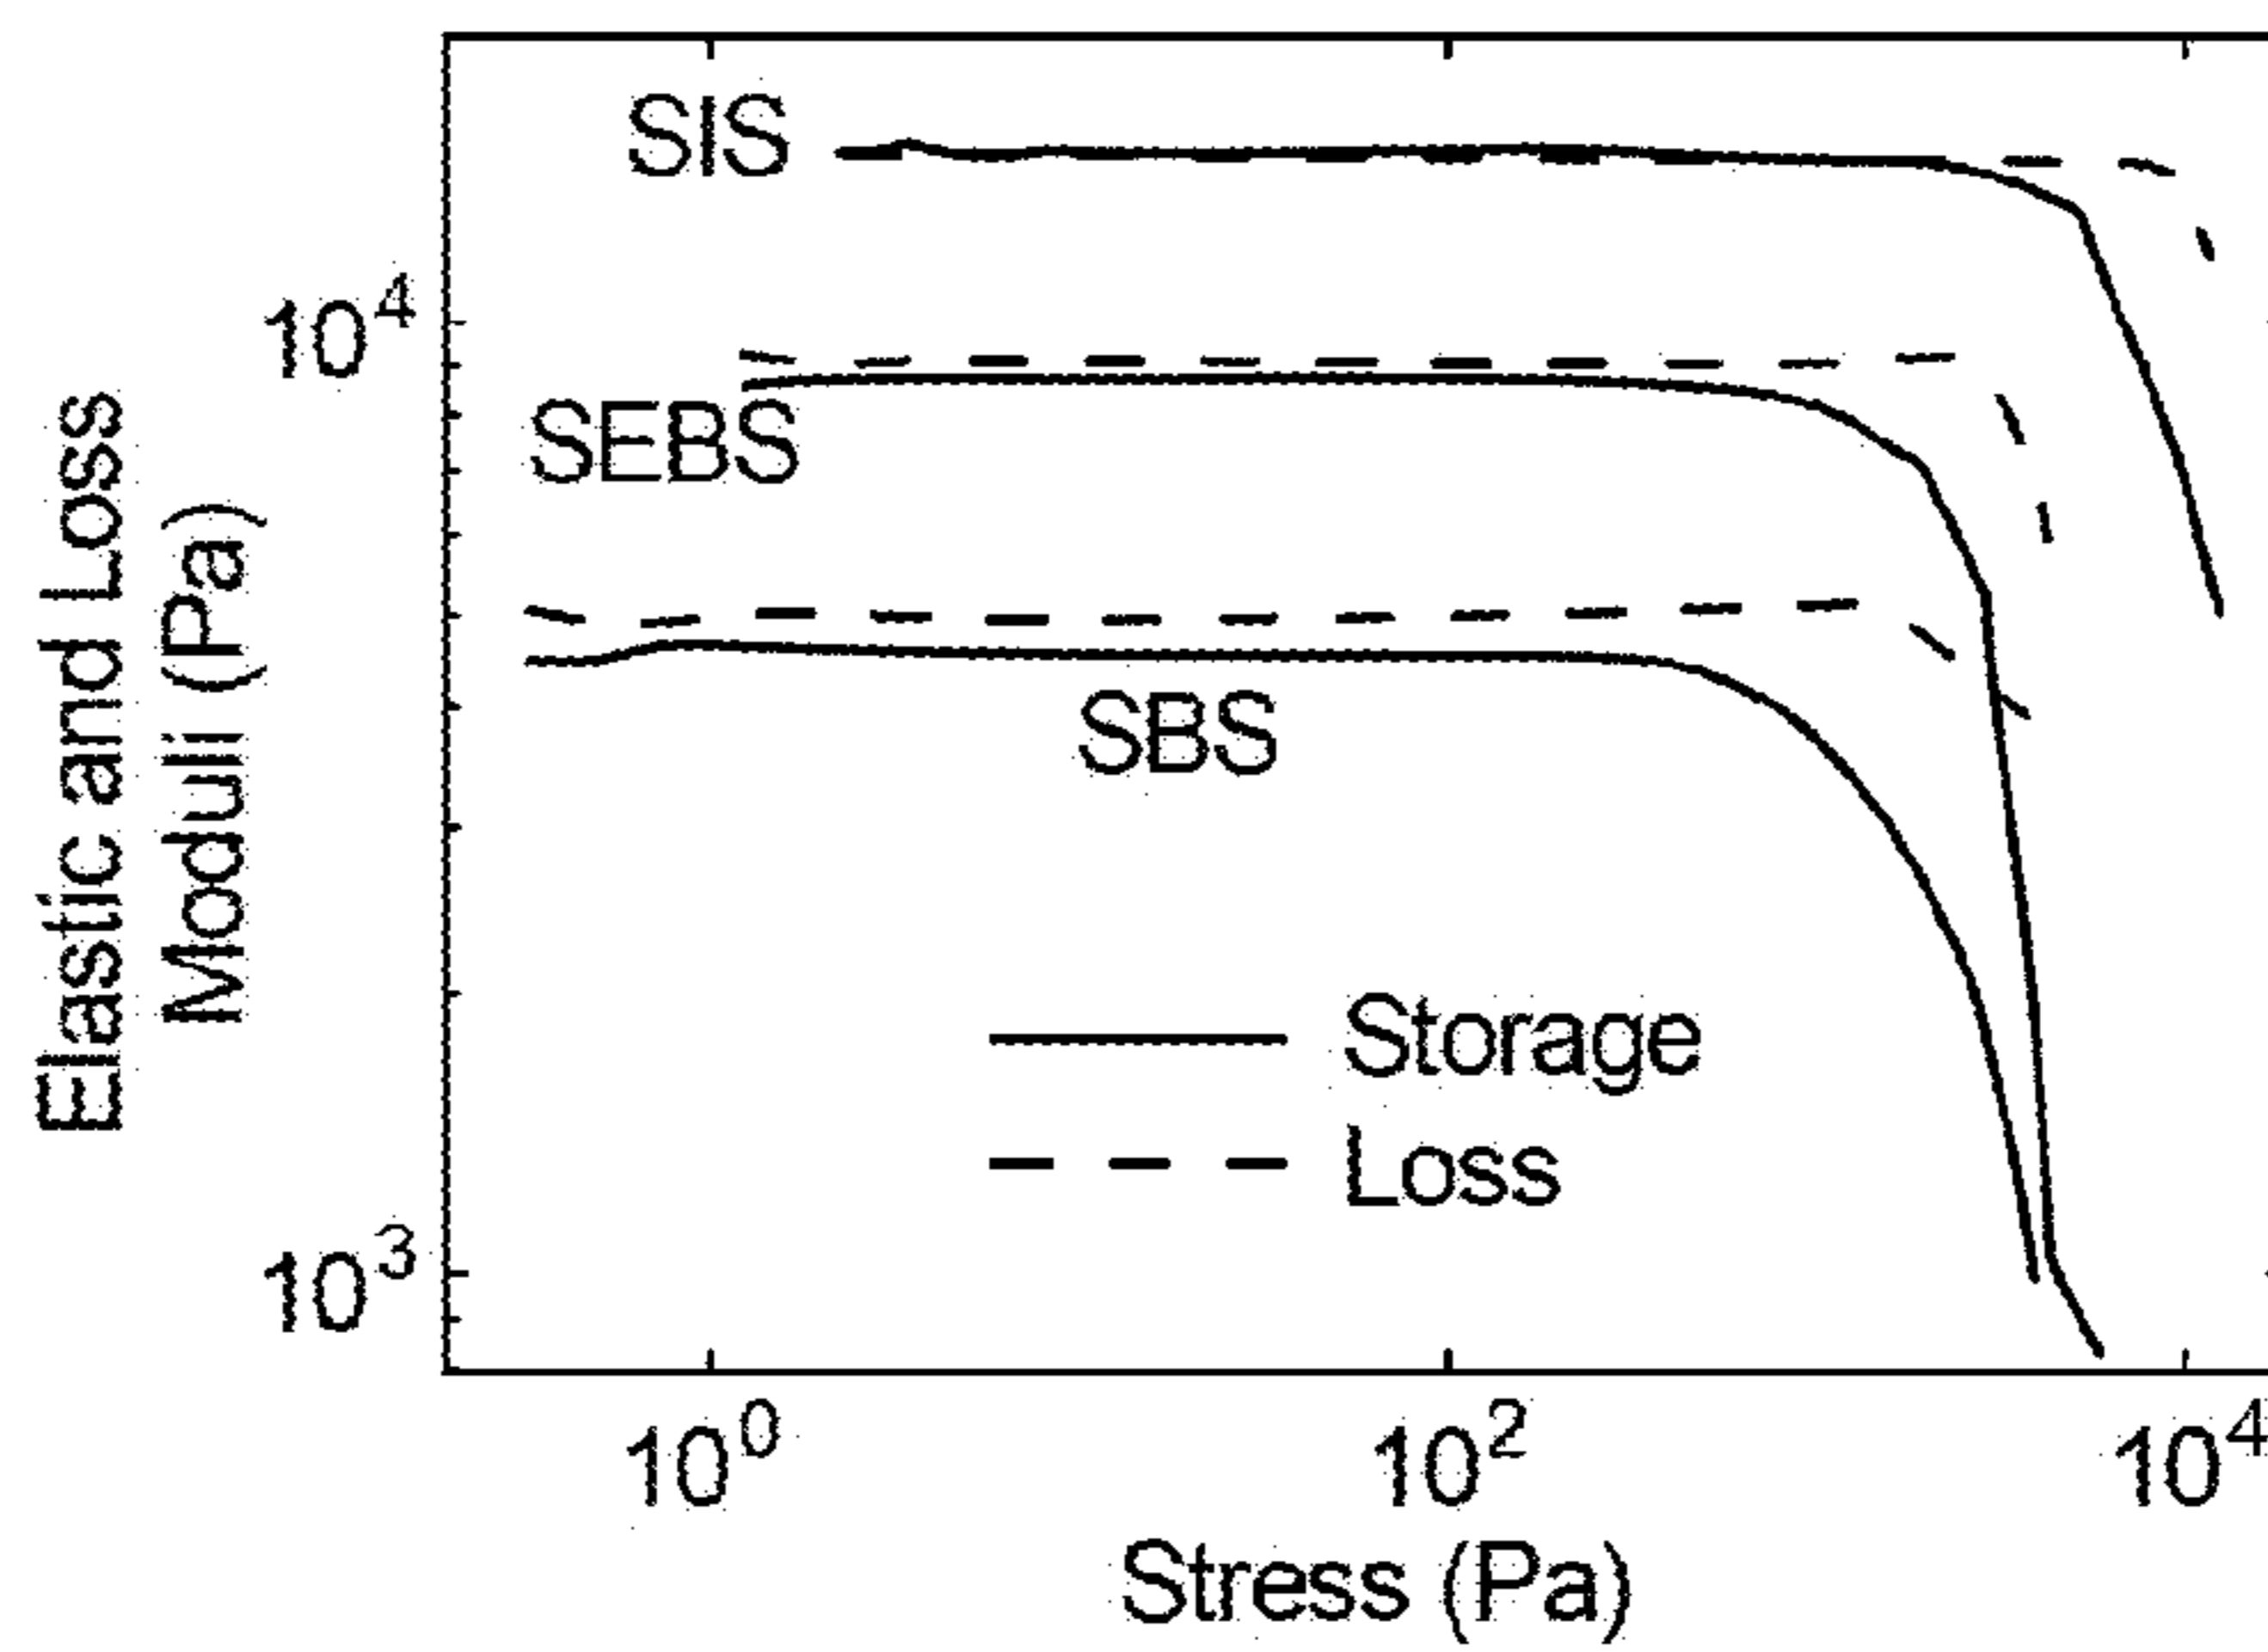 SIS
10^4
SEBS
SBS
Elastic and Loss
Moduli (Pa)
Storage
Loss
10^3
10^0
10^2
10^4
Stress (Pa)